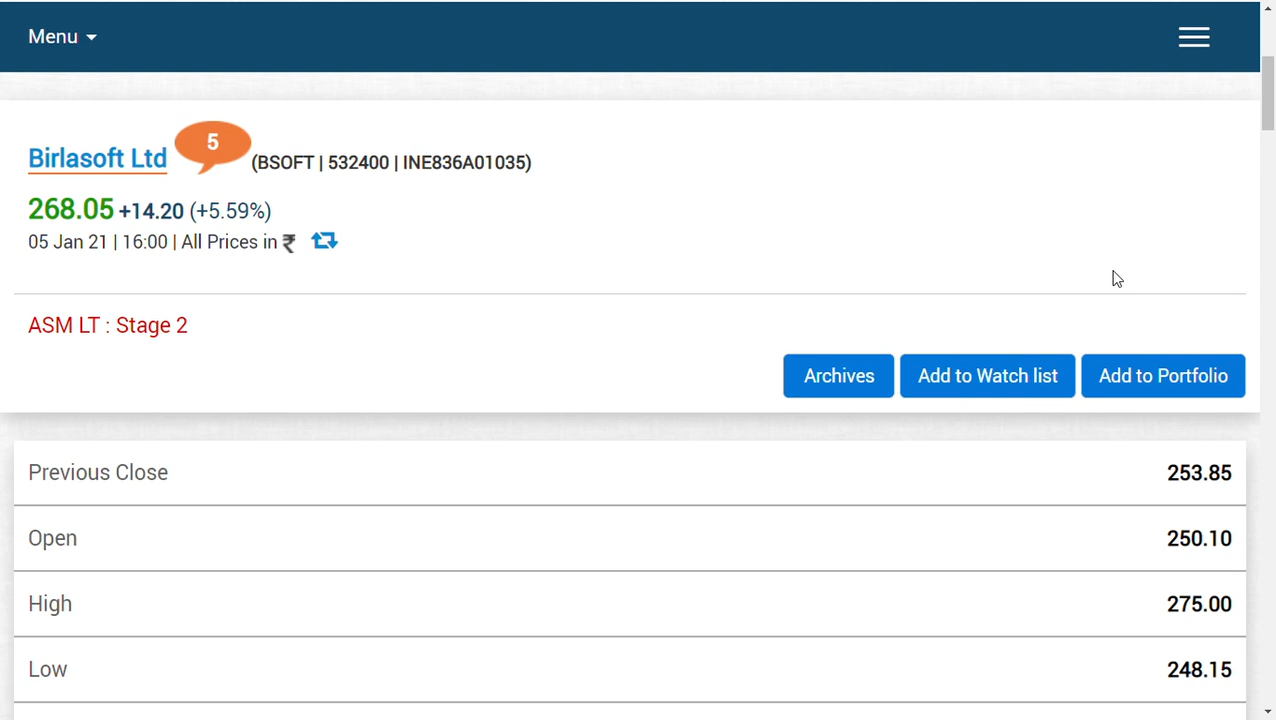 Menu
Birlasoft Ltd 5 (BSOFT | 532400 | INE836A01035)
268.05 +14.20 (+5.59%)
05 Jan 21 | 16:00 | All Prices in ₹
ASM LT : Stage 2
Archives Add to Watch list Add to Portfolio
Previous Close 253.85
Open 250.10
High 275.00
Low 248.15